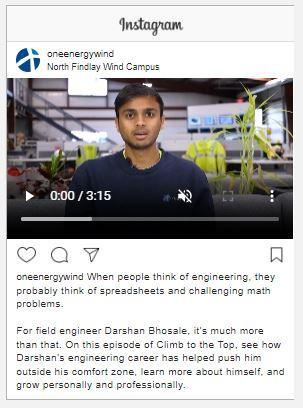 Instagram
oneenergywind
North Findlay Wind Campus
0:00 / 3:15
oneenergywind When people think of engineering, they
probably think of spreadsheets and challenging math
problems.
For field engineer Darshan Bhosale, it's much more
than that. On this episode of Climb to the Top, see how
Darshan's engineering career has helped push him
outside his comfort zone, learn more about himself, and
grow personally and professionally.